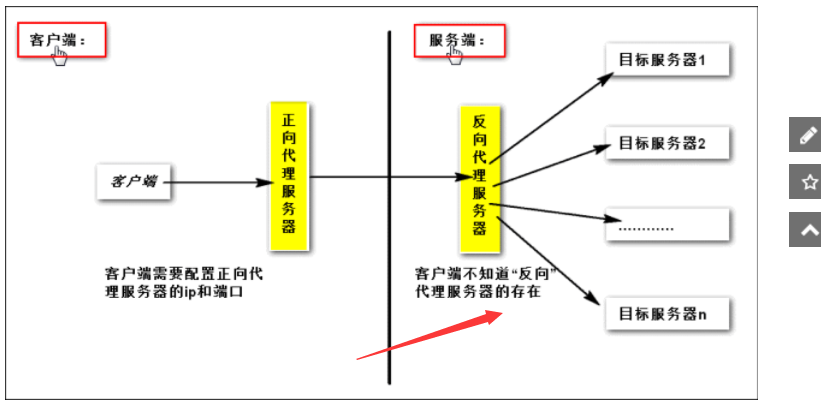 客户端：
服务端：
目标服务器1
正向代理服务器
反向代理服务器
目标服务器2
客户端
............
客户端需要配置正向代
理服务器的ip和端口
客户端不知道“反向”
代理服务器的存在
目标服务器n